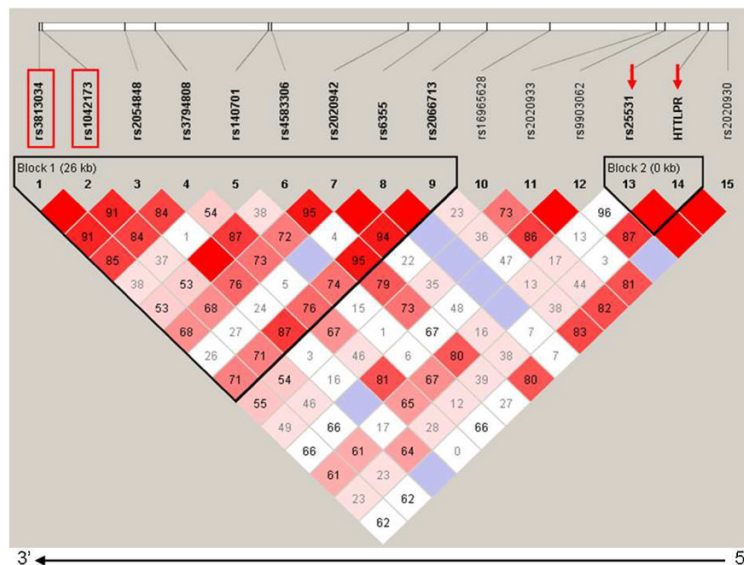 rs3813034
rs1042173
rs2054848
rs3794808
rs140701
rs4583306
rs2020942
rs6355
rs2066713
rs16965628
rs2020933
rs9903062
rs25531
HTTLPR
rs2020930
Block 1 (26 kb)
Block 2 (0 kb)
1 2 3 4 5 6 7 8 9 10 11 12 13 14 15
91 84 54 38 95 23 73 96
91 84 1 87 72 4 94 36 86 13 87
85 37 73 95 22 47 17 3
38 53 76 5 74 79 35 13 44 81
53 68 24 76 15 73 48 38 82
68 27 87 67 1 67 16 7 83
26 71 3 46 6 80 38 7
71 54 16 81 67 39 80
55 46 65 12 27
49 66 17 28 66
66 61 64 0
61 23
23 62
62
3' 5'